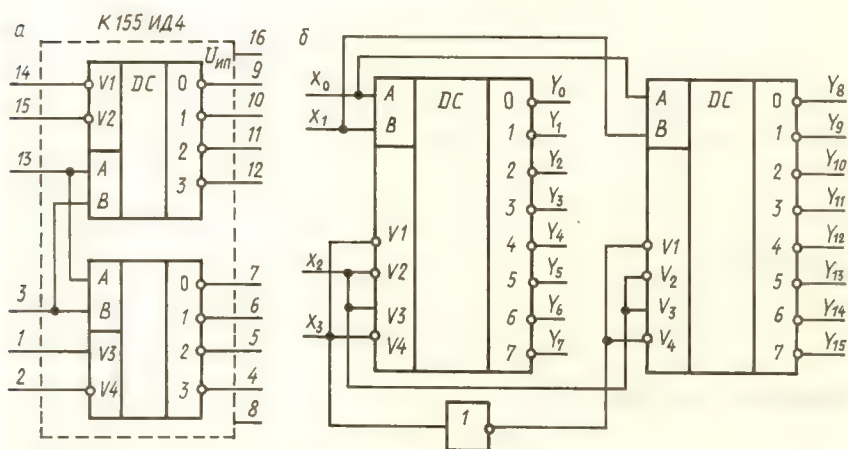 а К155 ИД4 16
Uип
14 V1 DC 0 9
15 V2 1 10
2 11
13 A 3 12
B
A 0 7
3 B 1 6
1 V3 2 5
2 V4 3 4
8
б
X0 A DC 0 Y0
X1 B 1 Y1
2 Y2
3 Y3
V1 4 Y4
X2 V2 5 Y5
V3 6 Y6
X3 V4 7 Y7
1
A DC 0 Y8
B 1 Y9
2 Y10
3 Y11
V1 4 Y12
V2 5 Y13
V3 6 Y14
V4 7 Y15